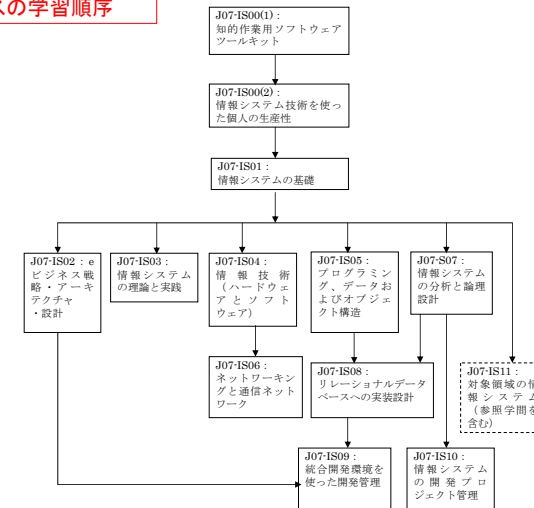 スの学習順序
J07-IS00(1)：
知的作業用ソフトウェア
ツールキット
J07-IS00(2)：
情報システム技術を使っ
た個人の生産性
J07-IS01：
情報システムの基礎
J07-IS02：e
ビジネス戦
略・アーキ
テクチャ
・設計
J07-IS03：
情報システム
の理論と実践
J07-IS04：
情報技術
（ハードウェ
アとソフト
ウェア）
J07-IS05：
プログラミン
グ、データお
よびオブジェ
クト構造
J07-S07：
情報システム
の分析と論理
設計
J07-IS06：
ネットワーキン
グと通信ネット
ワーク
J07-IS08：
リレーショナルデータ
ベースへの実装設計
J07-IS11：
対象領域の情
報システム
（参照学問を
含む）
J07-IS09：
統合開発環境を
使った開発管理
J07-IS10：
情報システム
の開発プロ
ジェクト管理